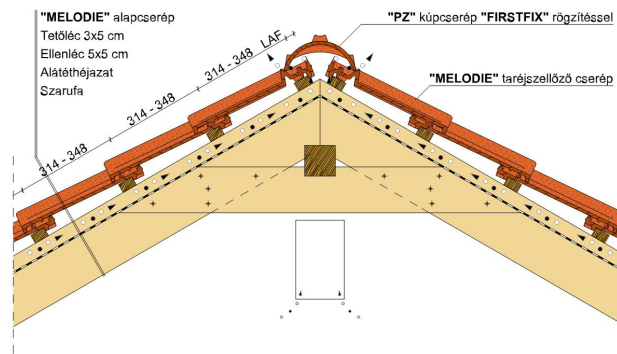 "MELODIE" alapcserép
Tetőléc 3x5 cm
Ellenléc 5x5 cm
Alátéthéjazat
Szarufa
"PZ" kúpcserép "FIRSTFIX" rögzítéssel
"MELODIE" taréjszellőző cserép
LAF
314 - 348
314 - 348
314 - 348